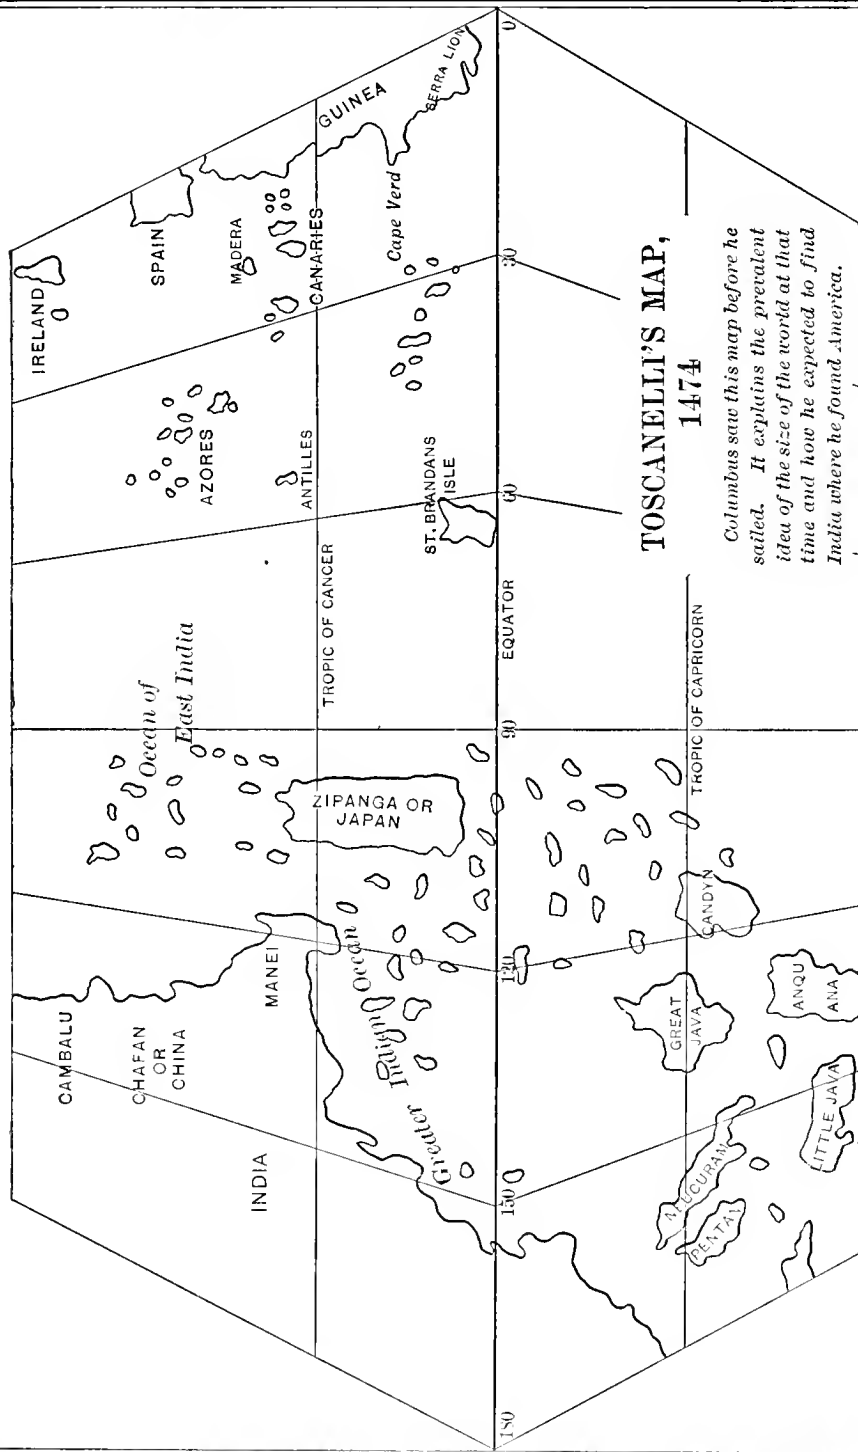 TOSCANELLI'S MAP,
1474
Columbus saw this map before he
sailed. It explains the prevalent
idea of the size of the world at that
time and how he expected to find
India where he found America.
IRELAND
SPAIN
MADERA
CANARIES
GUINEA
SERRA LION
Cape Verd
AZORES
ANTILLES
ST. BRANDANS
ISLE
TROPIC OF CANCER
EQUATOR
TROPIC OF CAPRICORN
Ocean of
East India
ZIPANGA OR
JAPAN
CAMBALU
CHAFAN
OR
CHINA
MANEI
INDIA
Greater Indign Ocean
CANDYN
GREAT
JAVA
ANQU
ANA
LITTLE JAVA
NEUCURAM
PENTAN
180
150
120
90
60
30
0